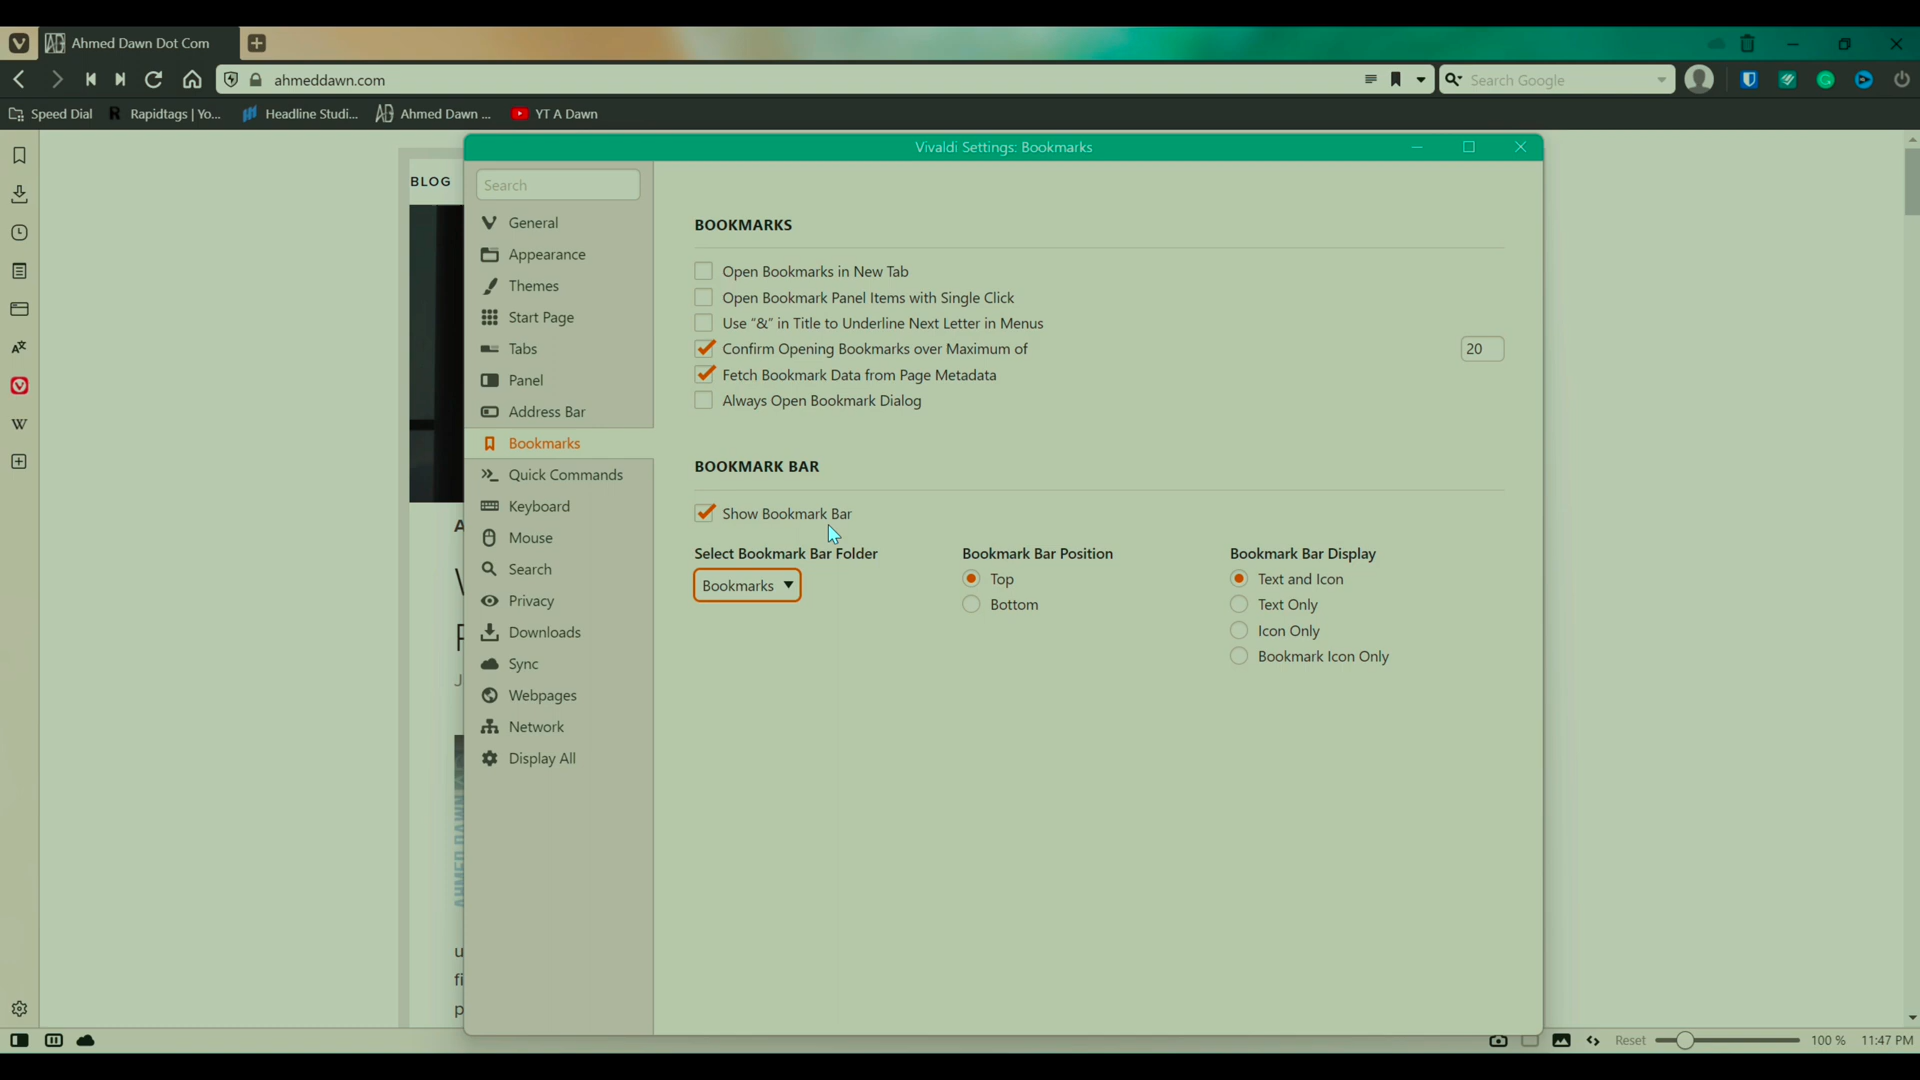 Ahmed Dawn Dot Com
ahmeddawn.com
Search Google
Speed Dial
Rapidtags | Yo...
Headline Studi...
Ahmed Dawn ...
YT A Dawn
Vivaldi Settings: Bookmarks
BLOG
Search
General
Appearance
Themes
Start Page
Tabs
Panel
Address Bar
Bookmarks
Quick Commands
Keyboard
Mouse
Search
Privacy
Downloads
Sync
Webpages
Network
Display All
BOOKMARKS
Open Bookmarks in New Tab
Open Bookmark Panel Items with Single Click
Use “&” in Title to Underline Next Letter in Menus
Confirm Opening Bookmarks over Maximum of 20
Fetch Bookmark Data from Page Metadata
Always Open Bookmark Dialog
BOOKMARK BAR
Show Bookmark Bar
Select Bookmark Bar Folder
Bookmarks
Bookmark Bar Position
Top
Bottom
Bookmark Bar Display
Text and Icon
Text Only
Icon Only
Bookmark Icon Only
AHMED DAWN
Reset
100 %
11:47 PM